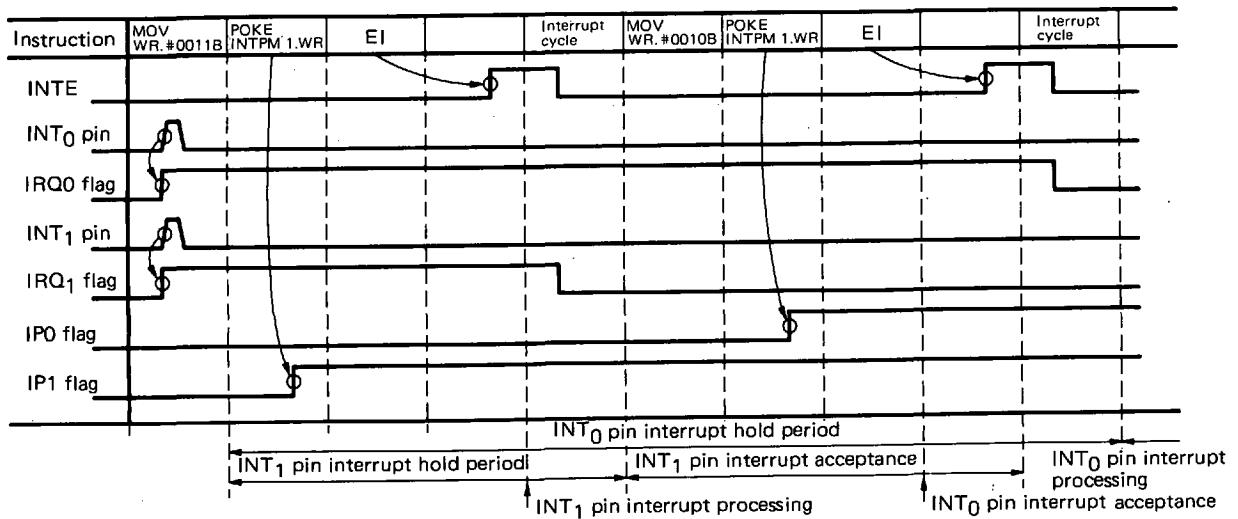 Instruction
MOV
WR.#0011B
POKE
INTPM 1.WR
EI
Interrupt
cycle
MOV
WR.#0010B
POKE
INTPM 1.WR
EI
Interrupt
cycle
INTE
INT0 pin
IRQ0 flag
INT1 pin
IRQ1 flag
IP0 flag
IP1 flag
INT0 pin interrupt hold period
INT1 pin interrupt hold period
INT1 pin interrupt acceptance
INT0 pin interrupt
processing
INT1 pin interrupt processing
INT0 pin interrupt acceptance